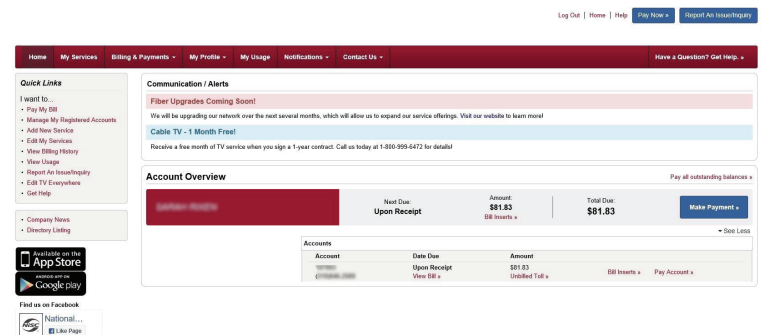 Log Out | Home | Help Pay Now » Report An Issue/Inquiry
Home My Services Billing & Payments My Profile My Usage Notifications Contact Us Have a Question? Get Help. »
Quick Links
I want to...
• Pay My Bill
• Manage My Registered Accounts
• Add New Service
• Edit My Services
• View Billing History
• View Usage
• Report An Issue/Inquiry
• Edit TV Everywhere
• Get Help
• Company News
• Directory Listing
Available on the
App Store
ANDROID APP ON
Google play
Find us on Facebook
NISC
National...
Like Page
Communication / Alerts
Fiber Upgrades Coming Soon!
We will be upgrading our network over the next several months, which will allow us to expand our service offerings. Visit our website to learn more!
Cable TV - 1 Month Free!
Receive a free month of TV service when you sign a 1-year contract. Call us today at 1-800-999-6472 for details!
Account Overview Pay all outstanding balances »
Next Due: Amount: Total Due:
Upon Receipt $81.83 $81.83 Make Payment »
Bill Inserts »
See Less
Accounts
Account Date Due Amount
Upon Receipt $81.83 Bill Inserts » Pay Account »
View Bill » Unbilled Toll »